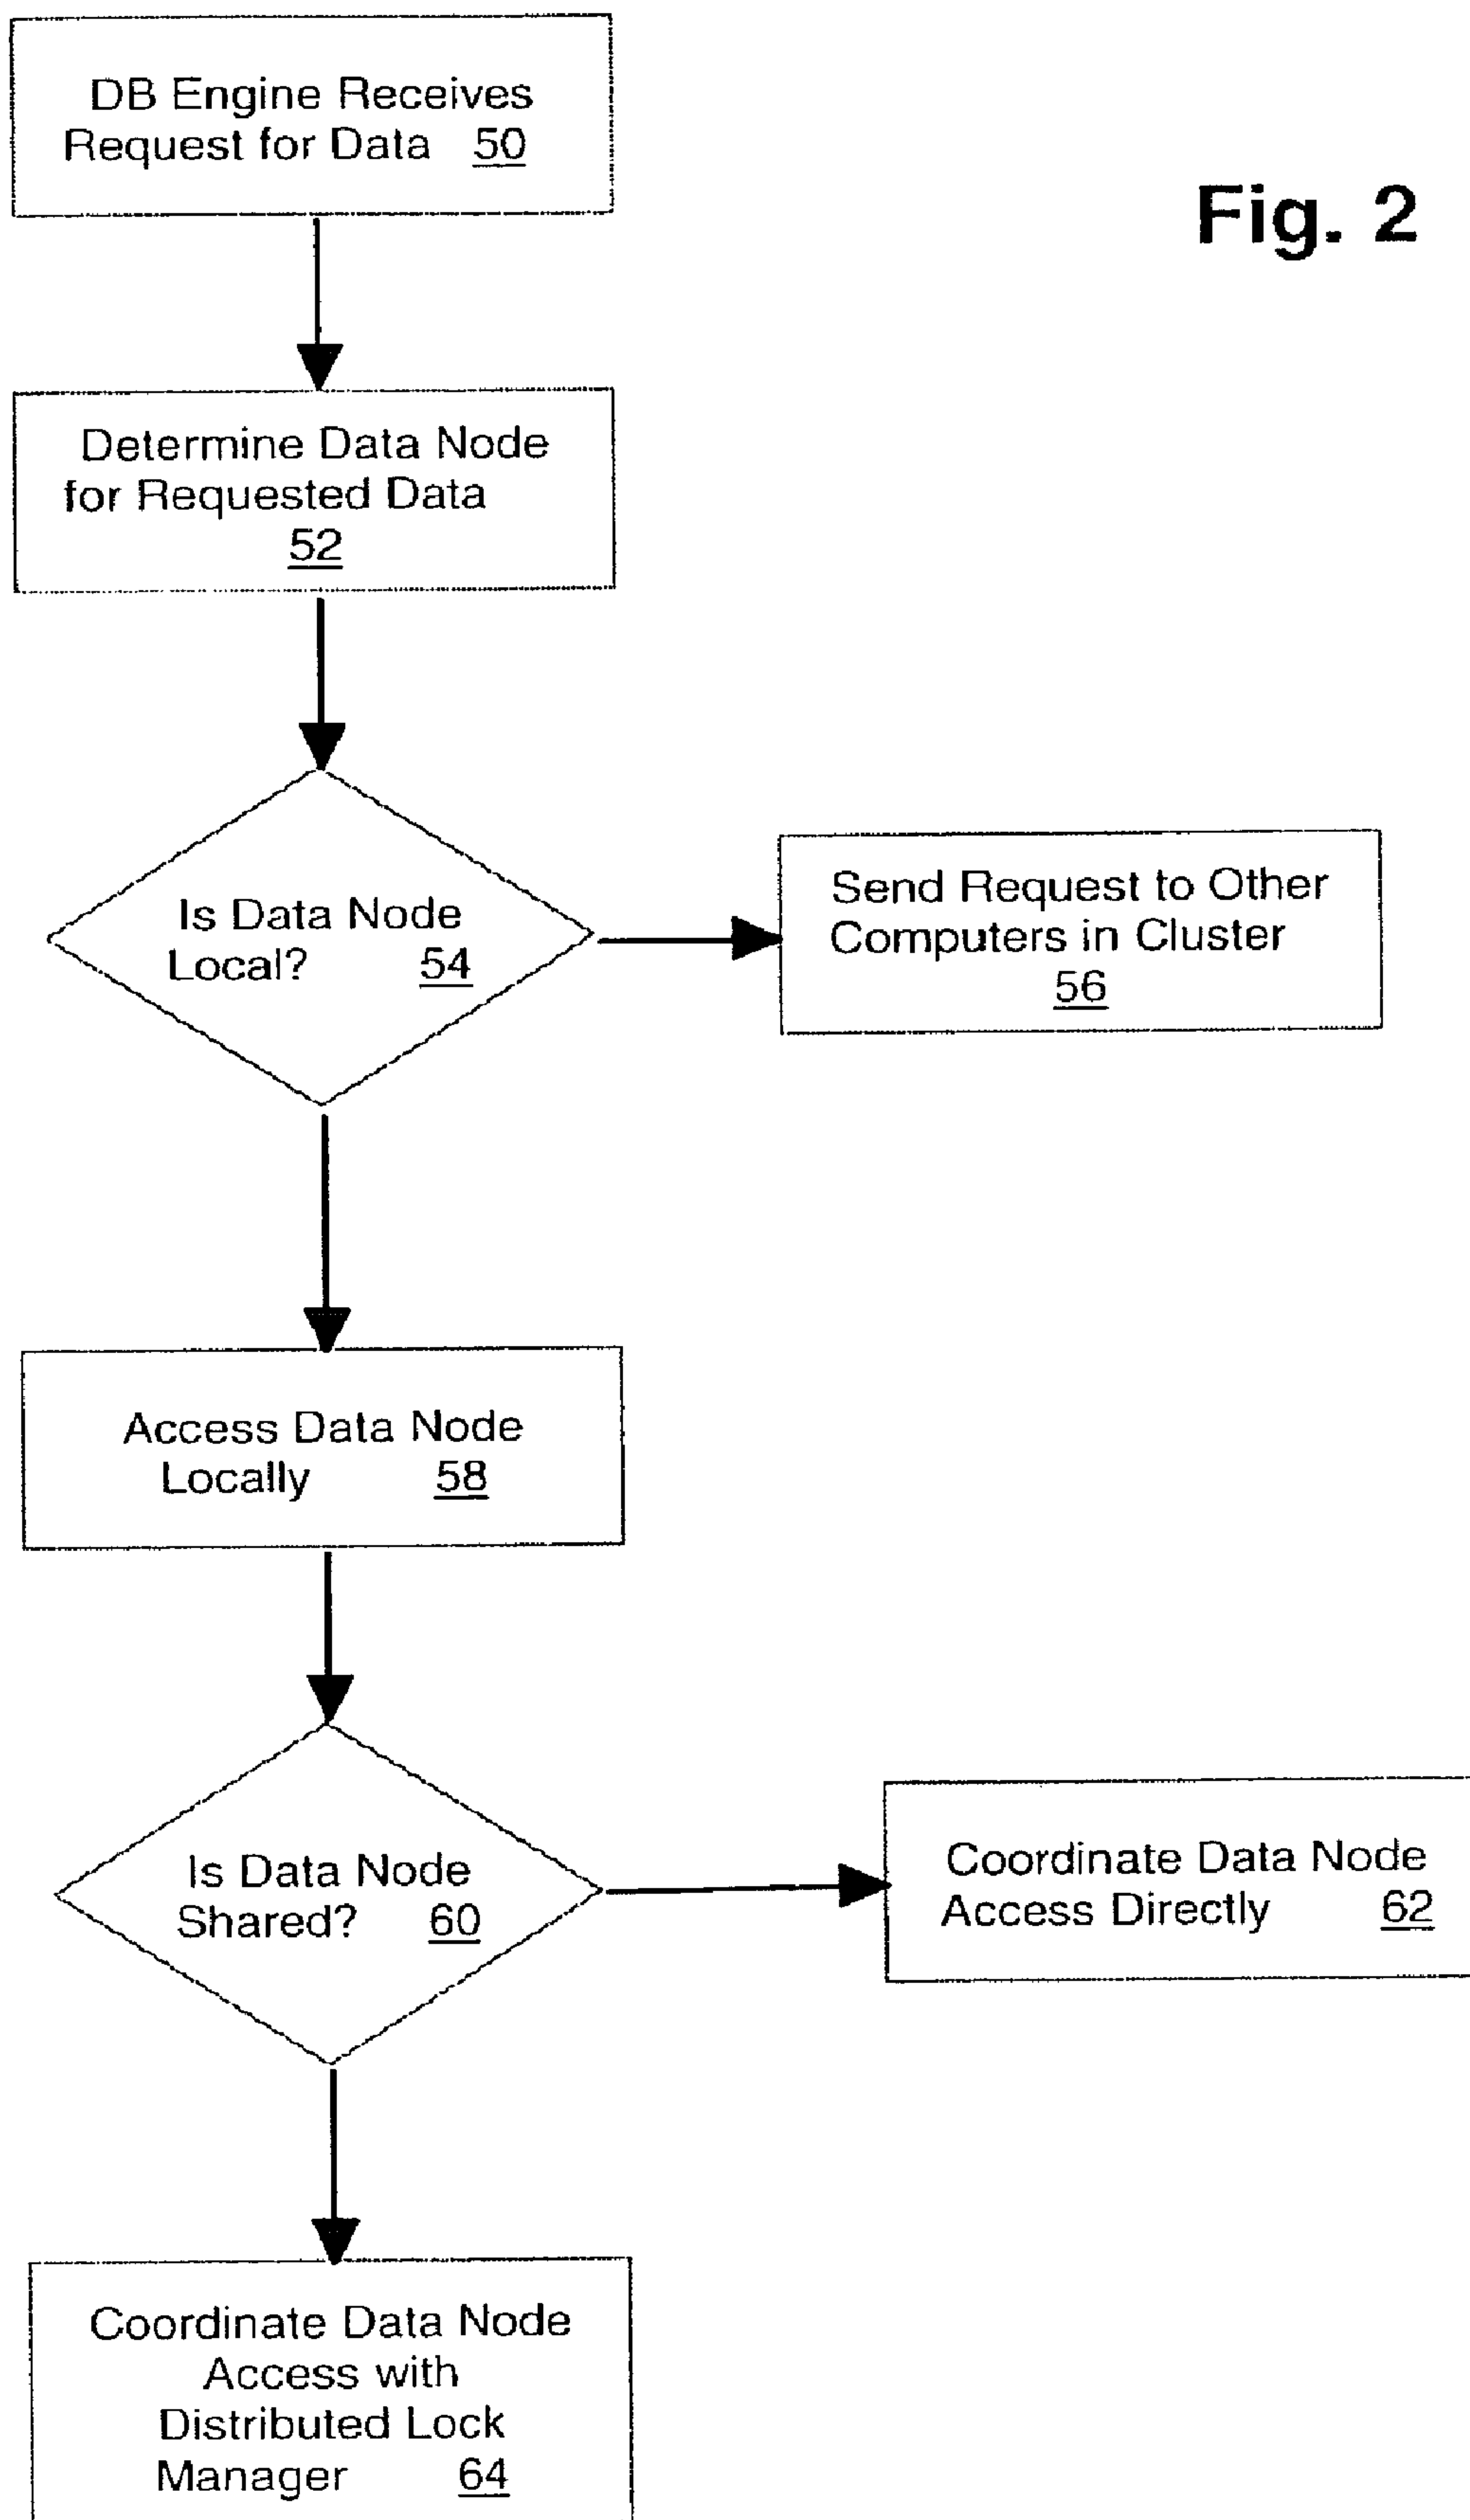 DB Engine Receives
Request for Data 50
Fig. 2
Determine Data Node
for Requested Data
52
Is Data Node
Local? 54
Send Request to Other
Computers in Cluster
56
Access Data Node
Locally 58
Is Data Node
Shared? 60
Coordinate Data Node
Access Directly 62
Coordinate Data Node
Access with
Distributed Lock
Manager 64